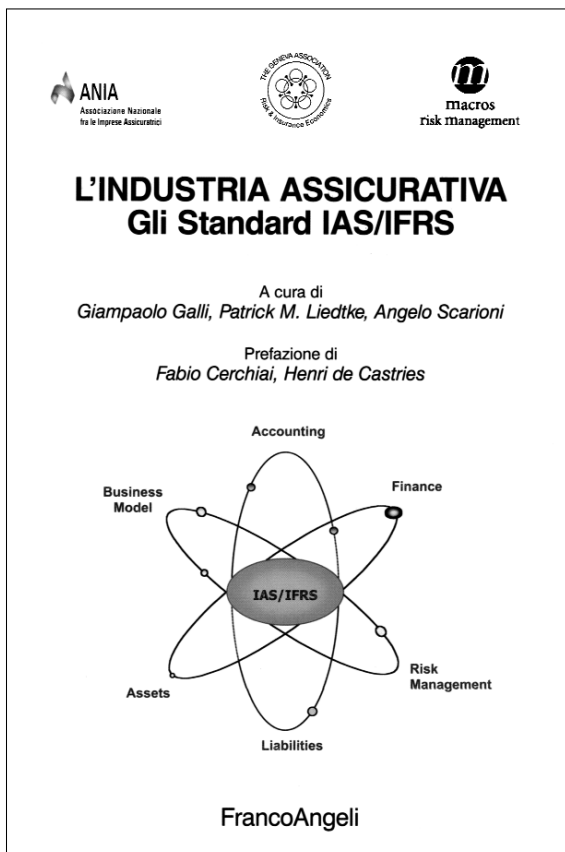 ANIA
Associazione Nazionale
fra le Imprese Assicuratrici
THE GENEVA ASSOCIATION
Risk & Insurance Economics
m
macros
risk management
L'INDUSTRIA ASSICURATIVA
Gli Standard IAS/IFRS
A cura di
Giampaolo Galli, Patrick M. Liedtke, Angelo Scarioni
Prefazione di
Fabio Cerchiai, Henri de Castries
Accounting
Business
Model
Finance
IAS/IFRS
Assets
Risk
Management
Liabilities
FrancoAngeli